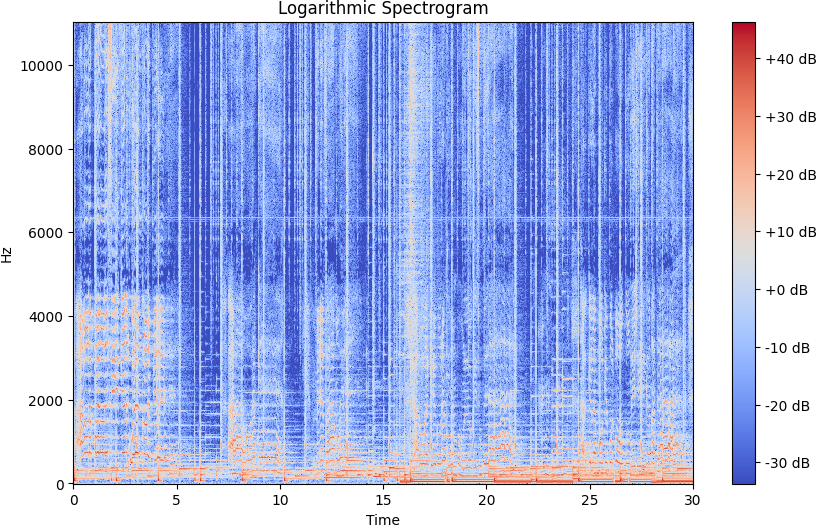 Logarithmic Spectrogram
Hz
10000
8000
6000
4000
2000
0
0 5 10 15 20 25 30
Time
+40 dB
+30 dB
+20 dB
+10 dB
+0 dB
-10 dB
-20 dB
-30 dB